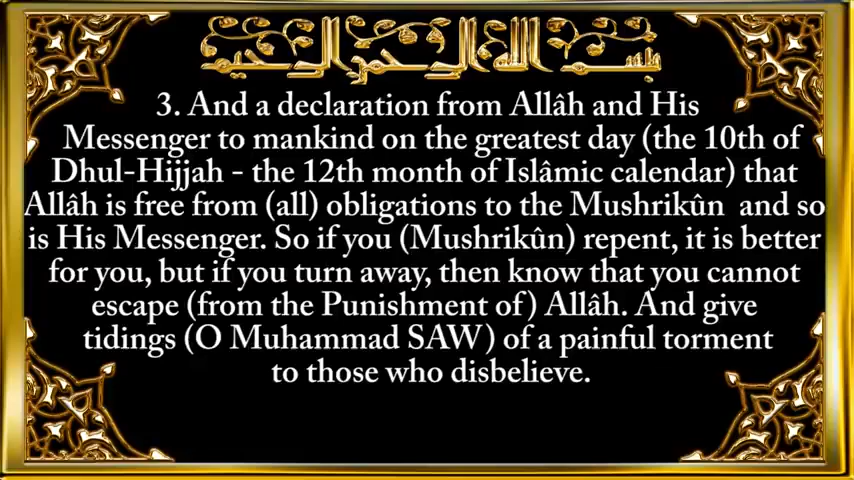 بسم الله الرحمن الرحيم
3. And a declaration from Allâh and His
Messenger to mankind on the greatest day (the 10th of
Dhul-Hijjah - the 12th month of Islâmic calendar) that
Allâh is free from (all) obligations to the Mushrikûn and so
is His Messenger. So if you (Mushrikûn) repent, it is better
for you, but if you turn away, then know that you cannot
escape (from the Punishment of) Allâh. And give
tidings (O Muhammad SAW) of a painful torment
to those who disbelieve.